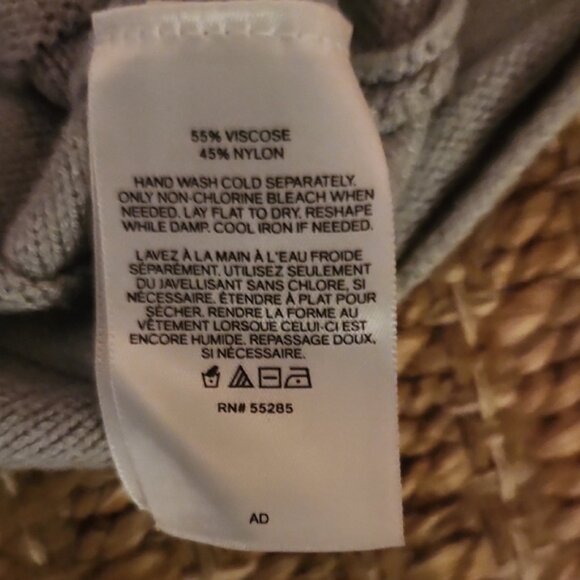 55% VISCOSE
45% NYLON
HAND WASH COLD SEPARATELY.
ONLY NON-CHLORINE BLEACH WHEN
NEEDED. LAY FLAT TO DRY. RESHAPE
WHILE DAMP. COOL IRON IF NEEDED.
LAVEZ À LA MAIN À L'EAU FROIDE
SÉPARÉMENT. UTILISEZ SEULEMENT
DU JAVELLISANT SANS CHLORE, SI
NÉCESSAIRE. ÉTENDRE À PLAT POUR
SÉCHER. RENDRE LA FORME AU
VÊTEMENT LORSQUE CELUI-CI EST
ENCORE HUMIDE. REPASSAGE DOUX,
SI NÉCESSAIRE.
RN# 55285
AD